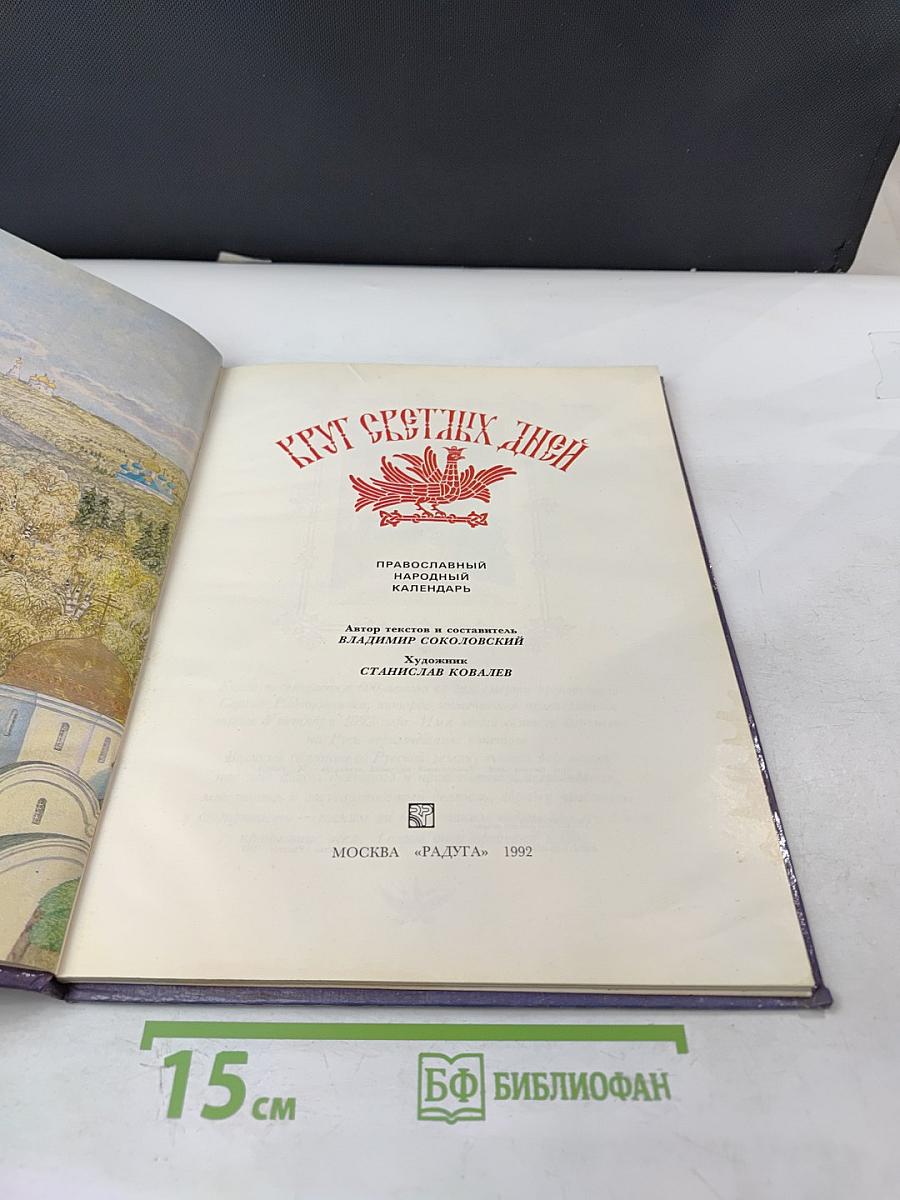 КРУГ СВЕТЛЫХ ДНЕЙ
ПРАВОСЛАВНЫЙ
НАРОДНЫЙ
КАЛЕНДАРЬ
Автор текстов и составитель
ВЛАДИМИР СОКОЛОВСКИЙ
Художник
СТАНИСЛАВ КОВАЛЕВ
МОСКВА «РАДУГА» 1992
15 см
БФ БИБЛИОФАН